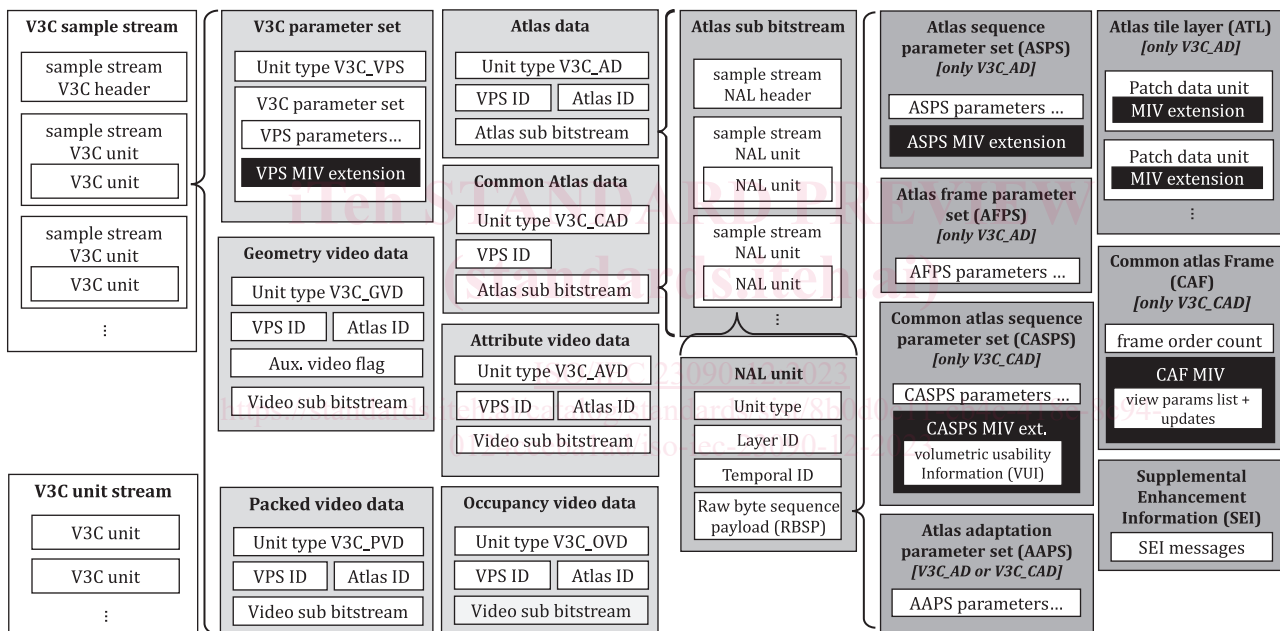 V3C sample stream
sample stream
V3C header
sample stream
V3C unit
V3C unit
sample stream
V3C unit
V3C unit
⋮
V3C unit stream
V3C unit
V3C unit
⋮
V3C parameter set
Unit type V3C_VPS
V3C parameter set
VPS parameters…
VPS MIV extension
Geometry video data
Unit type V3C_GVD
VPS ID
Atlas ID
Aux. video flag
Video sub bitstream
Packed video data
Unit type V3C_PVD
VPS ID
Atlas ID
Video sub bitstream
Atlas data
Unit type V3C_AD
VPS ID
Atlas ID
Atlas sub bitstream
Common Atlas data
Unit type V3C_CAD
VPS ID
Atlas sub bitstream
Attribute video data
Unit type V3C_AVD
VPS ID
Atlas ID
Video sub bitstream
Occupancy video data
Unit type V3C_OVD
VPS ID
Atlas ID
Video sub bitstream
Atlas sub bitstream
sample stream
NAL header
sample stream
NAL unit
NAL unit
sample stream
NAL unit
NAL unit
⋮
NAL unit
Unit type
Layer ID
Temporal ID
Raw byte sequence
payload (RBSP)
Atlas sequence
parameter set (ASPS)
[only V3C_AD]
ASPS parameters …
ASPS MIV extension
Atlas frame parameter
set (AFPS)
[only V3C_AD]
AFPS parameters …
Common atlas sequence
parameter set (CASPS)
[only V3C_CAD]
CASPS parameters …
CASPS MIV ext.
volumetric usability
Information (VUI)
Atlas adaptation
parameter set (AAPS)
[V3C_AD or V3C_CAD]
AAPS parameters…
Atlas tile layer (ATL)
[only V3C_AD]
Patch data unit
MIV extension
Patch data unit
MIV extension
⋮
Common atlas Frame
(CAF)
[only V3C_CAD]
frame order count
CAF MIV
view params list +
updates
Supplemental
Enhancement
Information (SEI)
SEI messages
iTeh STANDARD PREVIEW
(standards.iteh.ai)